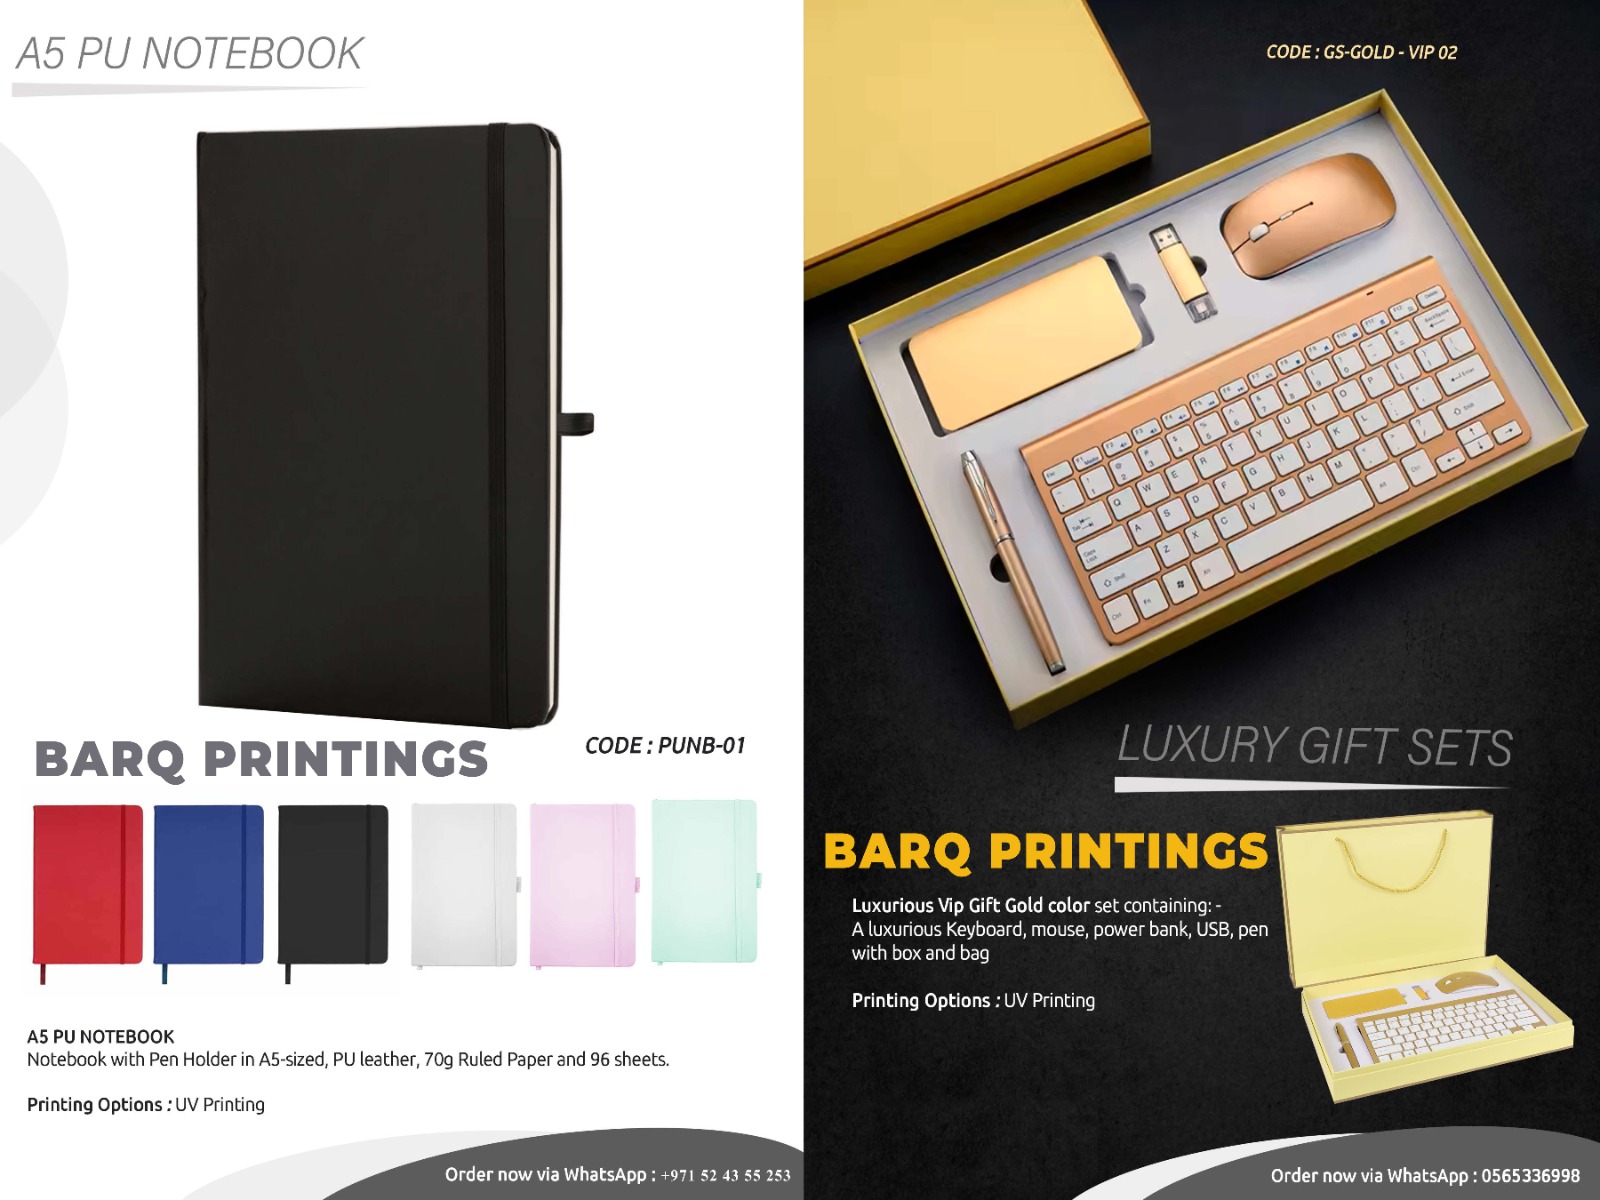 A5 PU NOTEBOOK
BARQ PRINTINGS
CODE : PUNB-01
A5 PU NOTEBOOK
Notebook with Pen Holder in A5-sized, PU leather, 70g Ruled Paper and 96 sheets.
Printing Options : UV Printing
Order now via WhatsApp : +971 52 43 55 253
CODE : GS-GOLD - VIP 02
LUXURY GIFT SETS
BARQ PRINTINGS
Luxurious Vip Gift Gold color set containing: -
A luxurious Keyboard, mouse, power bank, USB, pen
with box and bag
Printing Options : UV Printing
Order now via WhatsApp : 0565336998